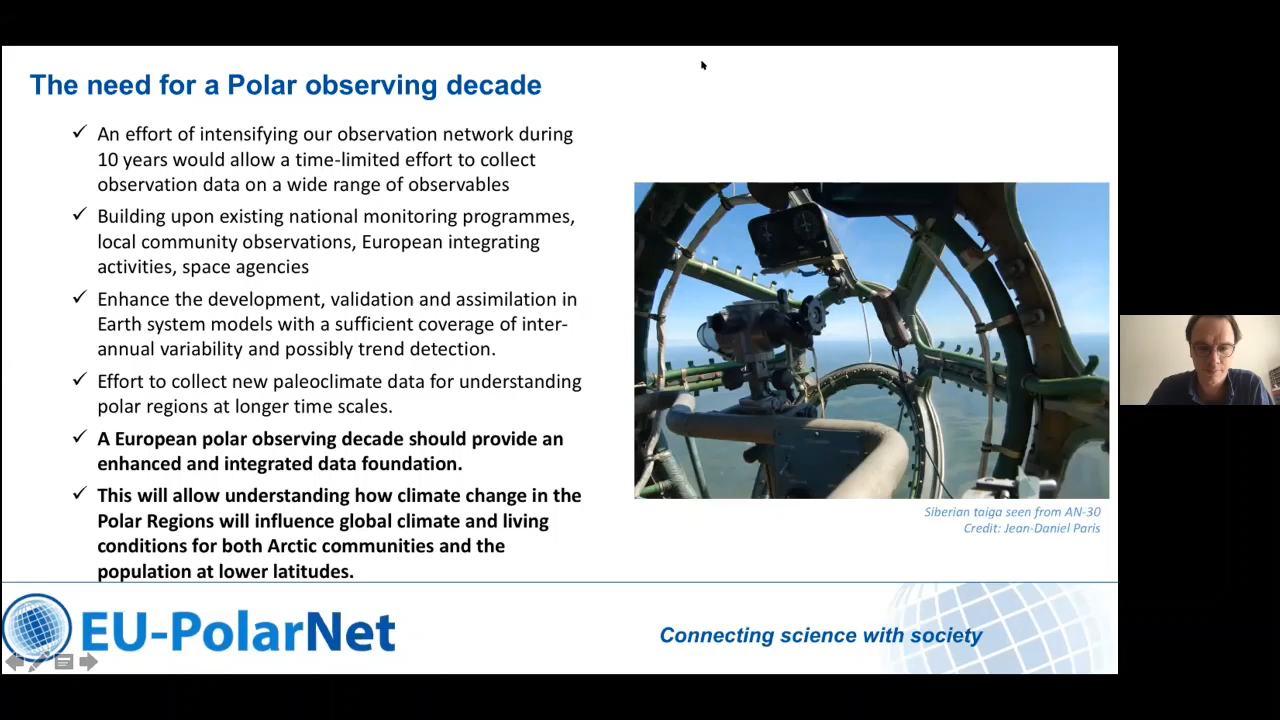 The need for a Polar observing decade
✓ An effort of intensifying our observation network during
10 years would allow a time-limited effort to collect
observation data on a wide range of observables
✓ Building upon existing national monitoring programmes,
local community observations, European integrating
activities, space agencies
✓ Enhance the development, validation and assimilation in
Earth system models with a sufficient coverage of inter-
annual variability and possibly trend detection.
✓ Effort to collect new paleoclimate data for understanding
polar regions at longer time scales.
✓ A European polar observing decade should provide an
enhanced and integrated data foundation.
✓ This will allow understanding how climate change in the
Polar Regions will influence global climate and living
conditions for both Arctic communities and the
population at lower latitudes.
Siberian taiga seen from AN-30
Credit: Jean-Daniel Paris
EU-PolarNet
Connecting science with society